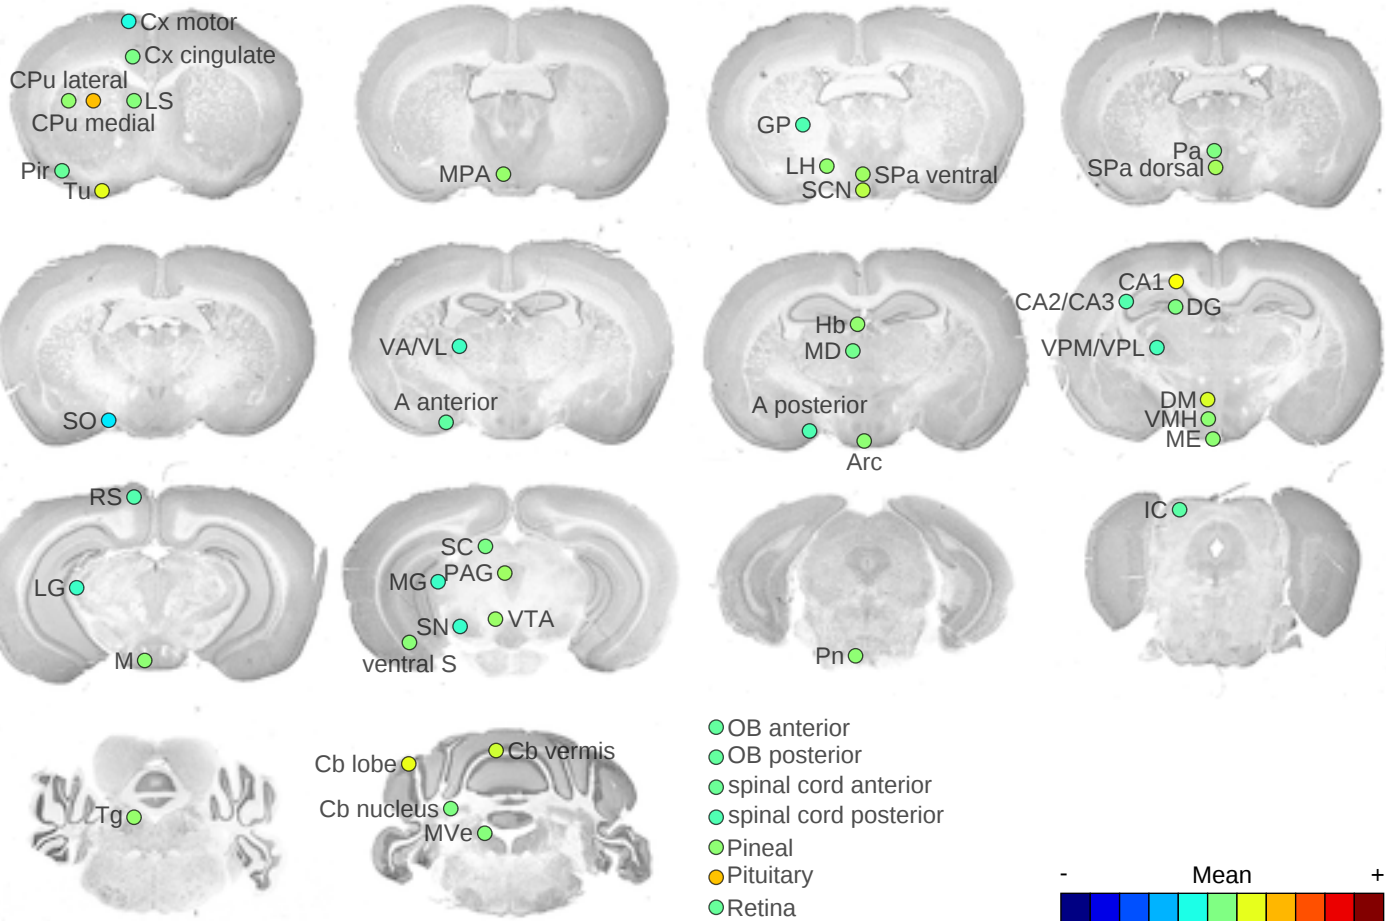 Cx motor
Cx cingulate
CPu lateral
LS
CPu medial
Pir
Tu
MPA
GP
LH
SPa ventral
SCN
Pa
SPa dorsal
SO
VA/VL
A anterior
Hb
MD
A posterior
Arc
CA1
CA2/CA3
DG
VPM/VPL
DM
VMH
ME
RS
LG
M
SC
MG
PAG
SN
VTA
ventral S
Pn
IC
Tg
Cb lobe
Cb vermis
Cb nucleus
MVe
OB anterior
OB posterior
spinal cord anterior
spinal cord posterior
Pineal
Pituitary
Retina
- Mean +